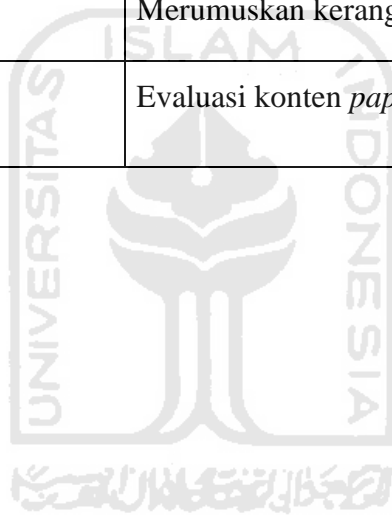 Merumuskan kerang
Evaluasi konten pap
ISLAM
UNIVERSITAS
INDONESIA